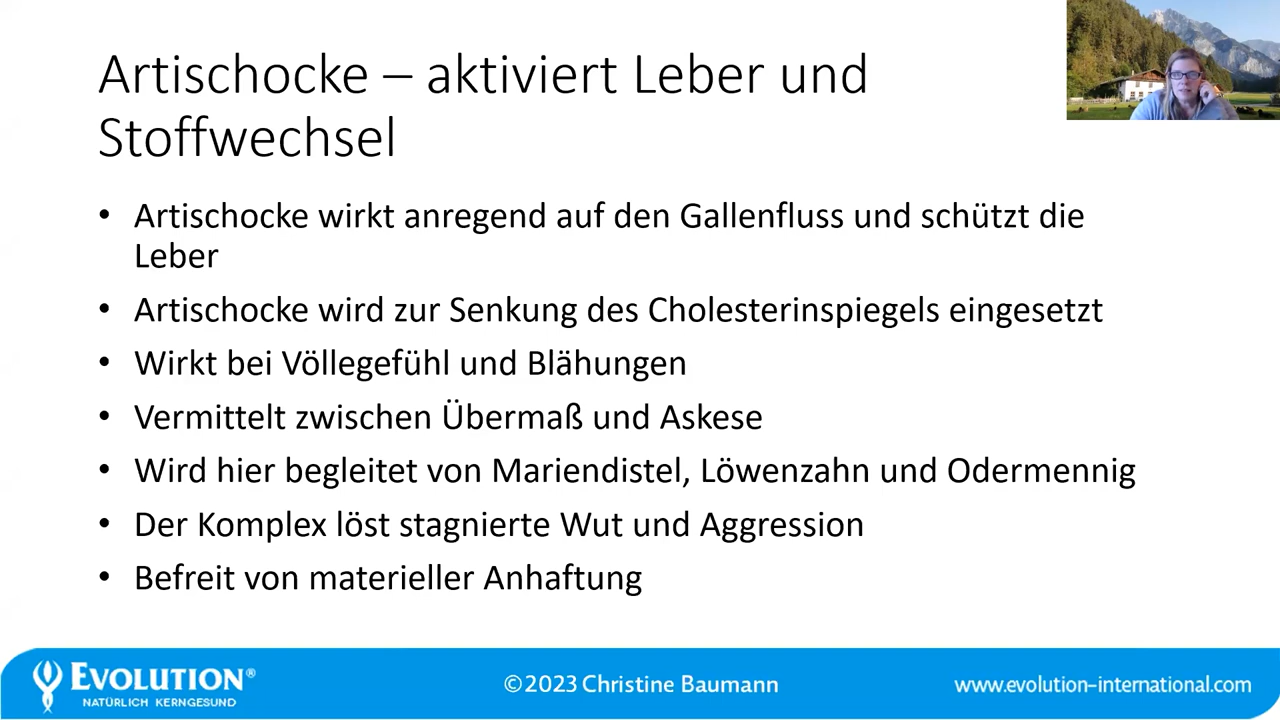 Artischocke – aktiviert Leber und
Stoffwechsel
• Artischocke wirkt anregend auf den Gallenfluss und schützt die
Leber
• Artischocke wird zur Senkung des Cholesterinspiegels eingesetzt
• Wirkt bei Völlegefühl und Blähungen
• Vermittelt zwischen Übermaß und Askese
• Wird hier begleitet von Mariendistel, Löwenzahn und Odermennig
• Der Komplex löst stagnierte Wut und Aggression
• Befreit von materieller Anhaftung
EVOLUTION®
NATÜRLICH KERNGESUND
©2023 Christine Baumann
www.evolution-international.com